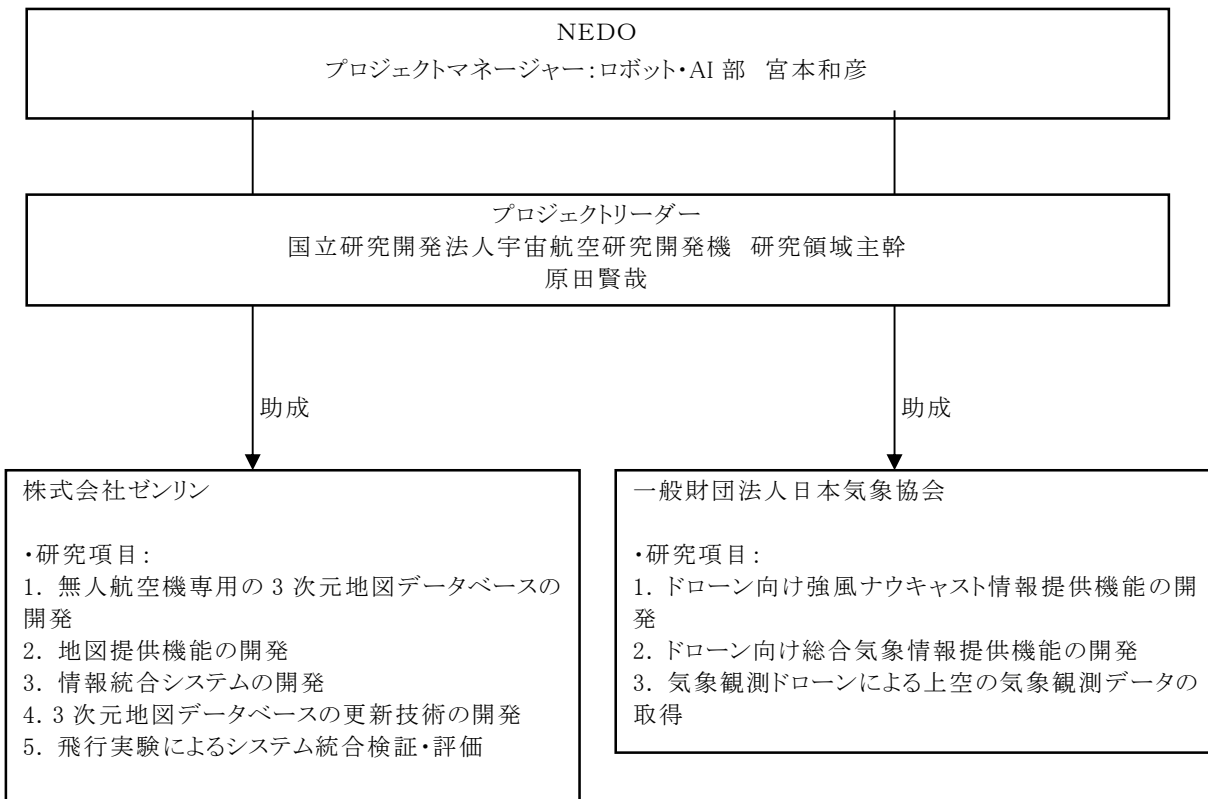 NEDO
プロジェクトマネージャー：ロボット・AI 部　宮本和彦
プロジェクトリーダー
国立研究開発法人宇宙航空研究開発機　研究領域主幹
原田賢哉
助成
助成
株式会社ゼンリン
・研究項目：
1. 無人航空機専用の 3 次元地図データベースの
開発
2. 地図提供機能の開発
3. 情報統合システムの開発
4. 3 次元地図データベースの更新技術の開発
5. 飛行実験によるシステム統合検証・評価
一般財団法人日本気象協会
・研究項目：
1. ドローン向け強風ナウキャスト情報提供機能の開
発
2. ドローン向け総合気象情報提供機能の開発
3. 気象観測ドローンによる上空の気象観測データの
取得